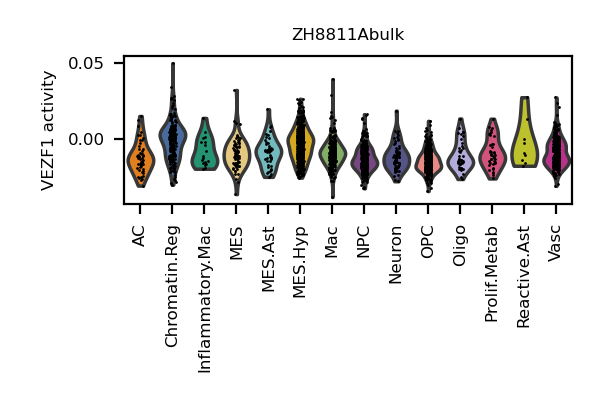 ZH8811Abulk
VEZF1 activity
0.05
0.00
AC
Chromatin.Reg
Inflammatory.Mac
MES
MES.Ast
MES.Hyp
Mac
NPC
Neuron
OPC
Oligo
Prolif.Metab
Reactive.Ast
Vasc